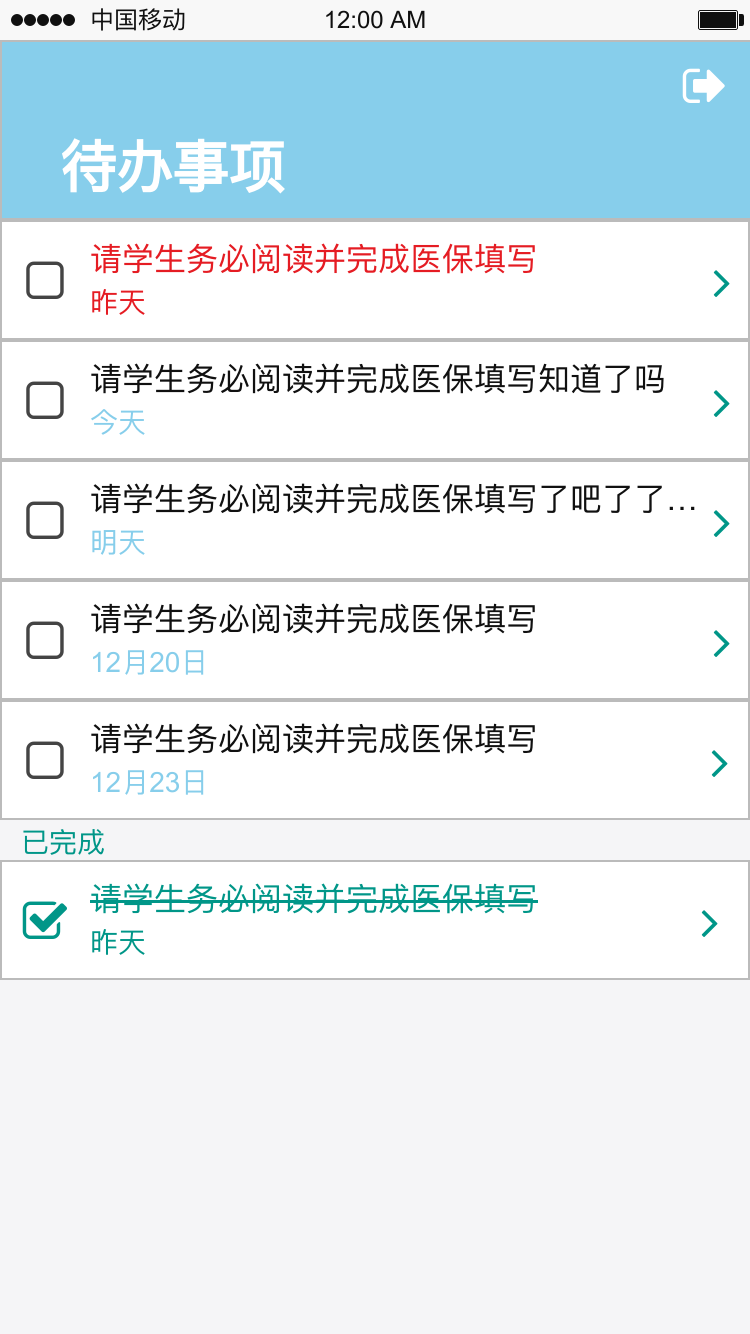 中国移动 12:00 AM
待办事项
请学生务必阅读并完成医保填写
昨天
请学生务必阅读并完成医保填写知道了吗
今天
请学生务必阅读并完成医保填写了吧了了...
明天
请学生务必阅读并完成医保填写
12月20日
请学生务必阅读并完成医保填写
12月23日
已完成
请学生务必阅读并完成医保填写
昨天